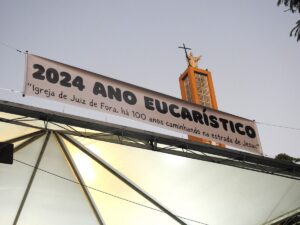 2024 ANO EUCARÍSTICO
"Igreja de Juiz de Fora, há 100 anos caminhando na estrada de Jesus"